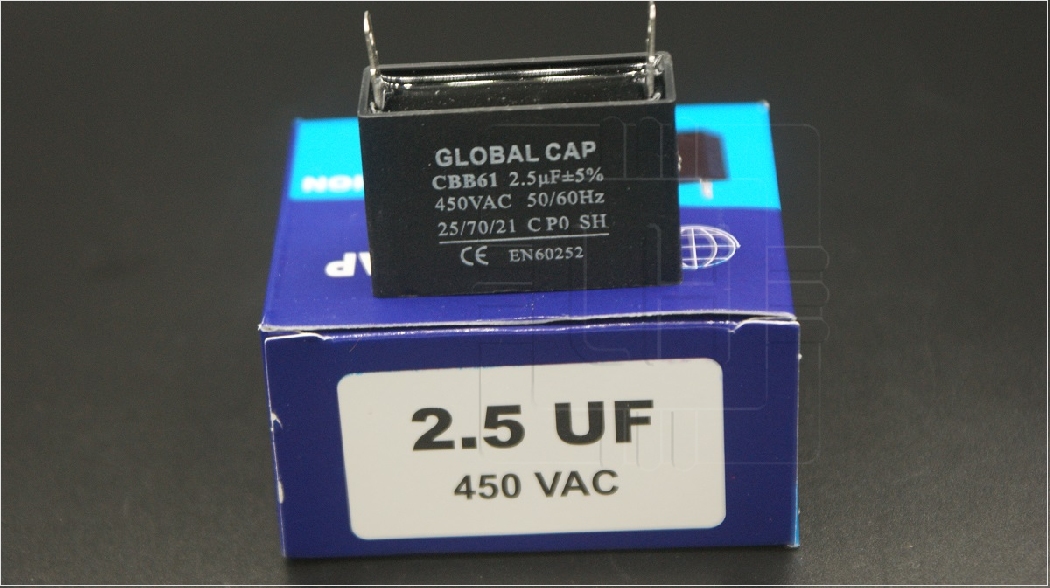 GLOBAL CAP
CBB61 2.5µF±5%
450VAC 50/60Hz
25/70/21 C P0 SH
CE EN60252
2.5 UF
450 VAC